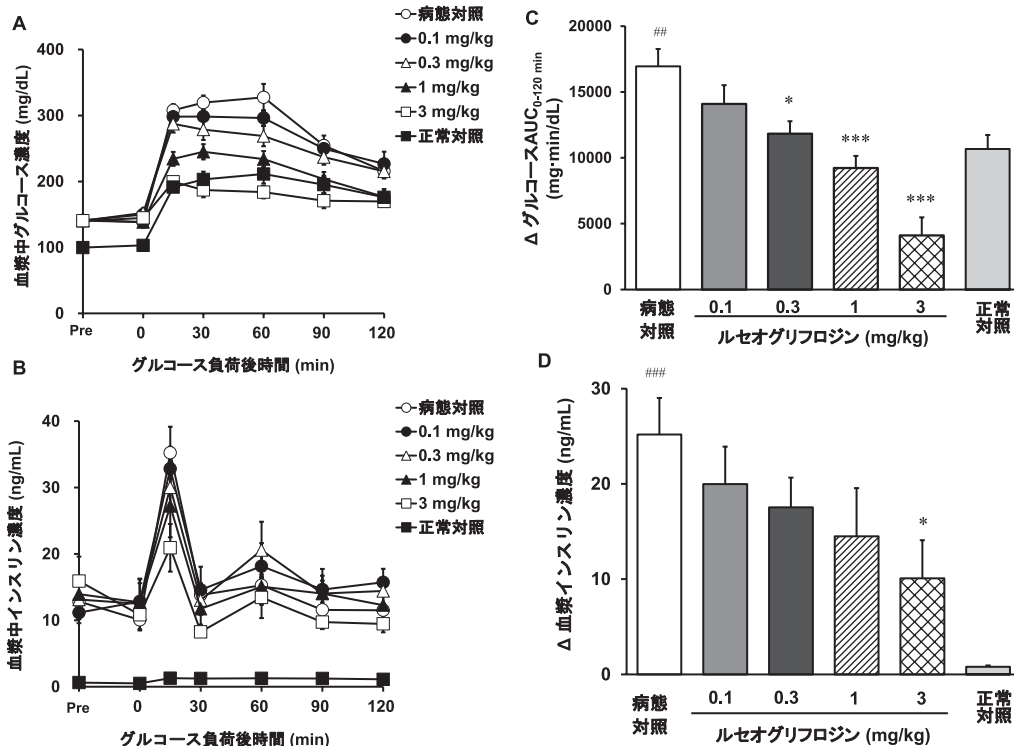 A
血漿中グルコース濃度 (mg/dL)
400
300
200
100
0
Pre
0
30
60
90
120
グルコース負荷後時間 (min)
病態対照
0.1 mg/kg
0.3 mg/kg
1 mg/kg
3 mg/kg
正常対照
B
血漿中インスリン濃度 (ng/mL)
40
30
20
10
0
Pre
0
30
60
90
120
グルコース負荷後時間 (min)
病態対照
0.1 mg/kg
0.3 mg/kg
1 mg/kg
3 mg/kg
正常対照
C
Δ グルコースAUC0-120 min
(mg·min/dL)
20000
15000
10000
5000
0
##
*
***
***
病態
対照
0.1
0.3
1
3
正常
対照
ルセオグリフロジン (mg/kg)
D
Δ 血漿インスリン濃度 (ng/mL)
30
20
10
0
###
*
病態
対照
0.1
0.3
1
3
正常
対照
ルセオグリフロジン (mg/kg)